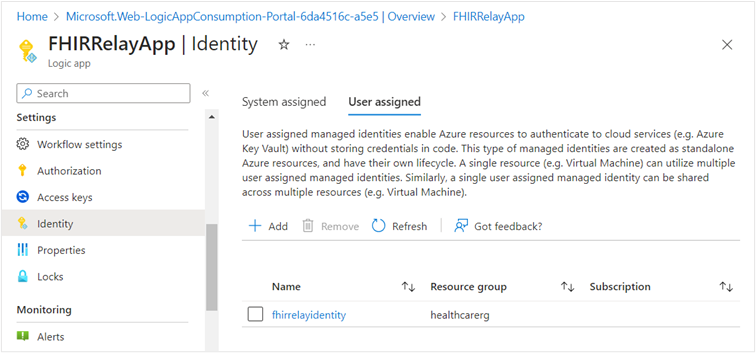 Home > Microsoft.Web-LogicAppConsumption-Portal-6da4516c-a5e5 | Overview > FHIRRelayApp
FHIRRelayApp | Identity
Logic app
Search
Settings
Workflow settings
Authorization
Access keys
Identity
Properties
Locks
Monitoring
Alerts
System assigned User assigned
User assigned managed identities enable Azure resources to authenticate to cloud services (e.g. Azure
Key Vault) without storing credentials in code. This type of managed identities are created as standalone
Azure resources, and have their own lifecycle. A single resource (e.g. Virtual Machine) can utilize multiple
user assigned managed identities. Similarly, a single user assigned managed identity can be shared
across multiple resources (e.g. Virtual Machine).
Add Remove Refresh Got feedback?
Name Resource group Subscription
fhirrelayidentity healthcarerg